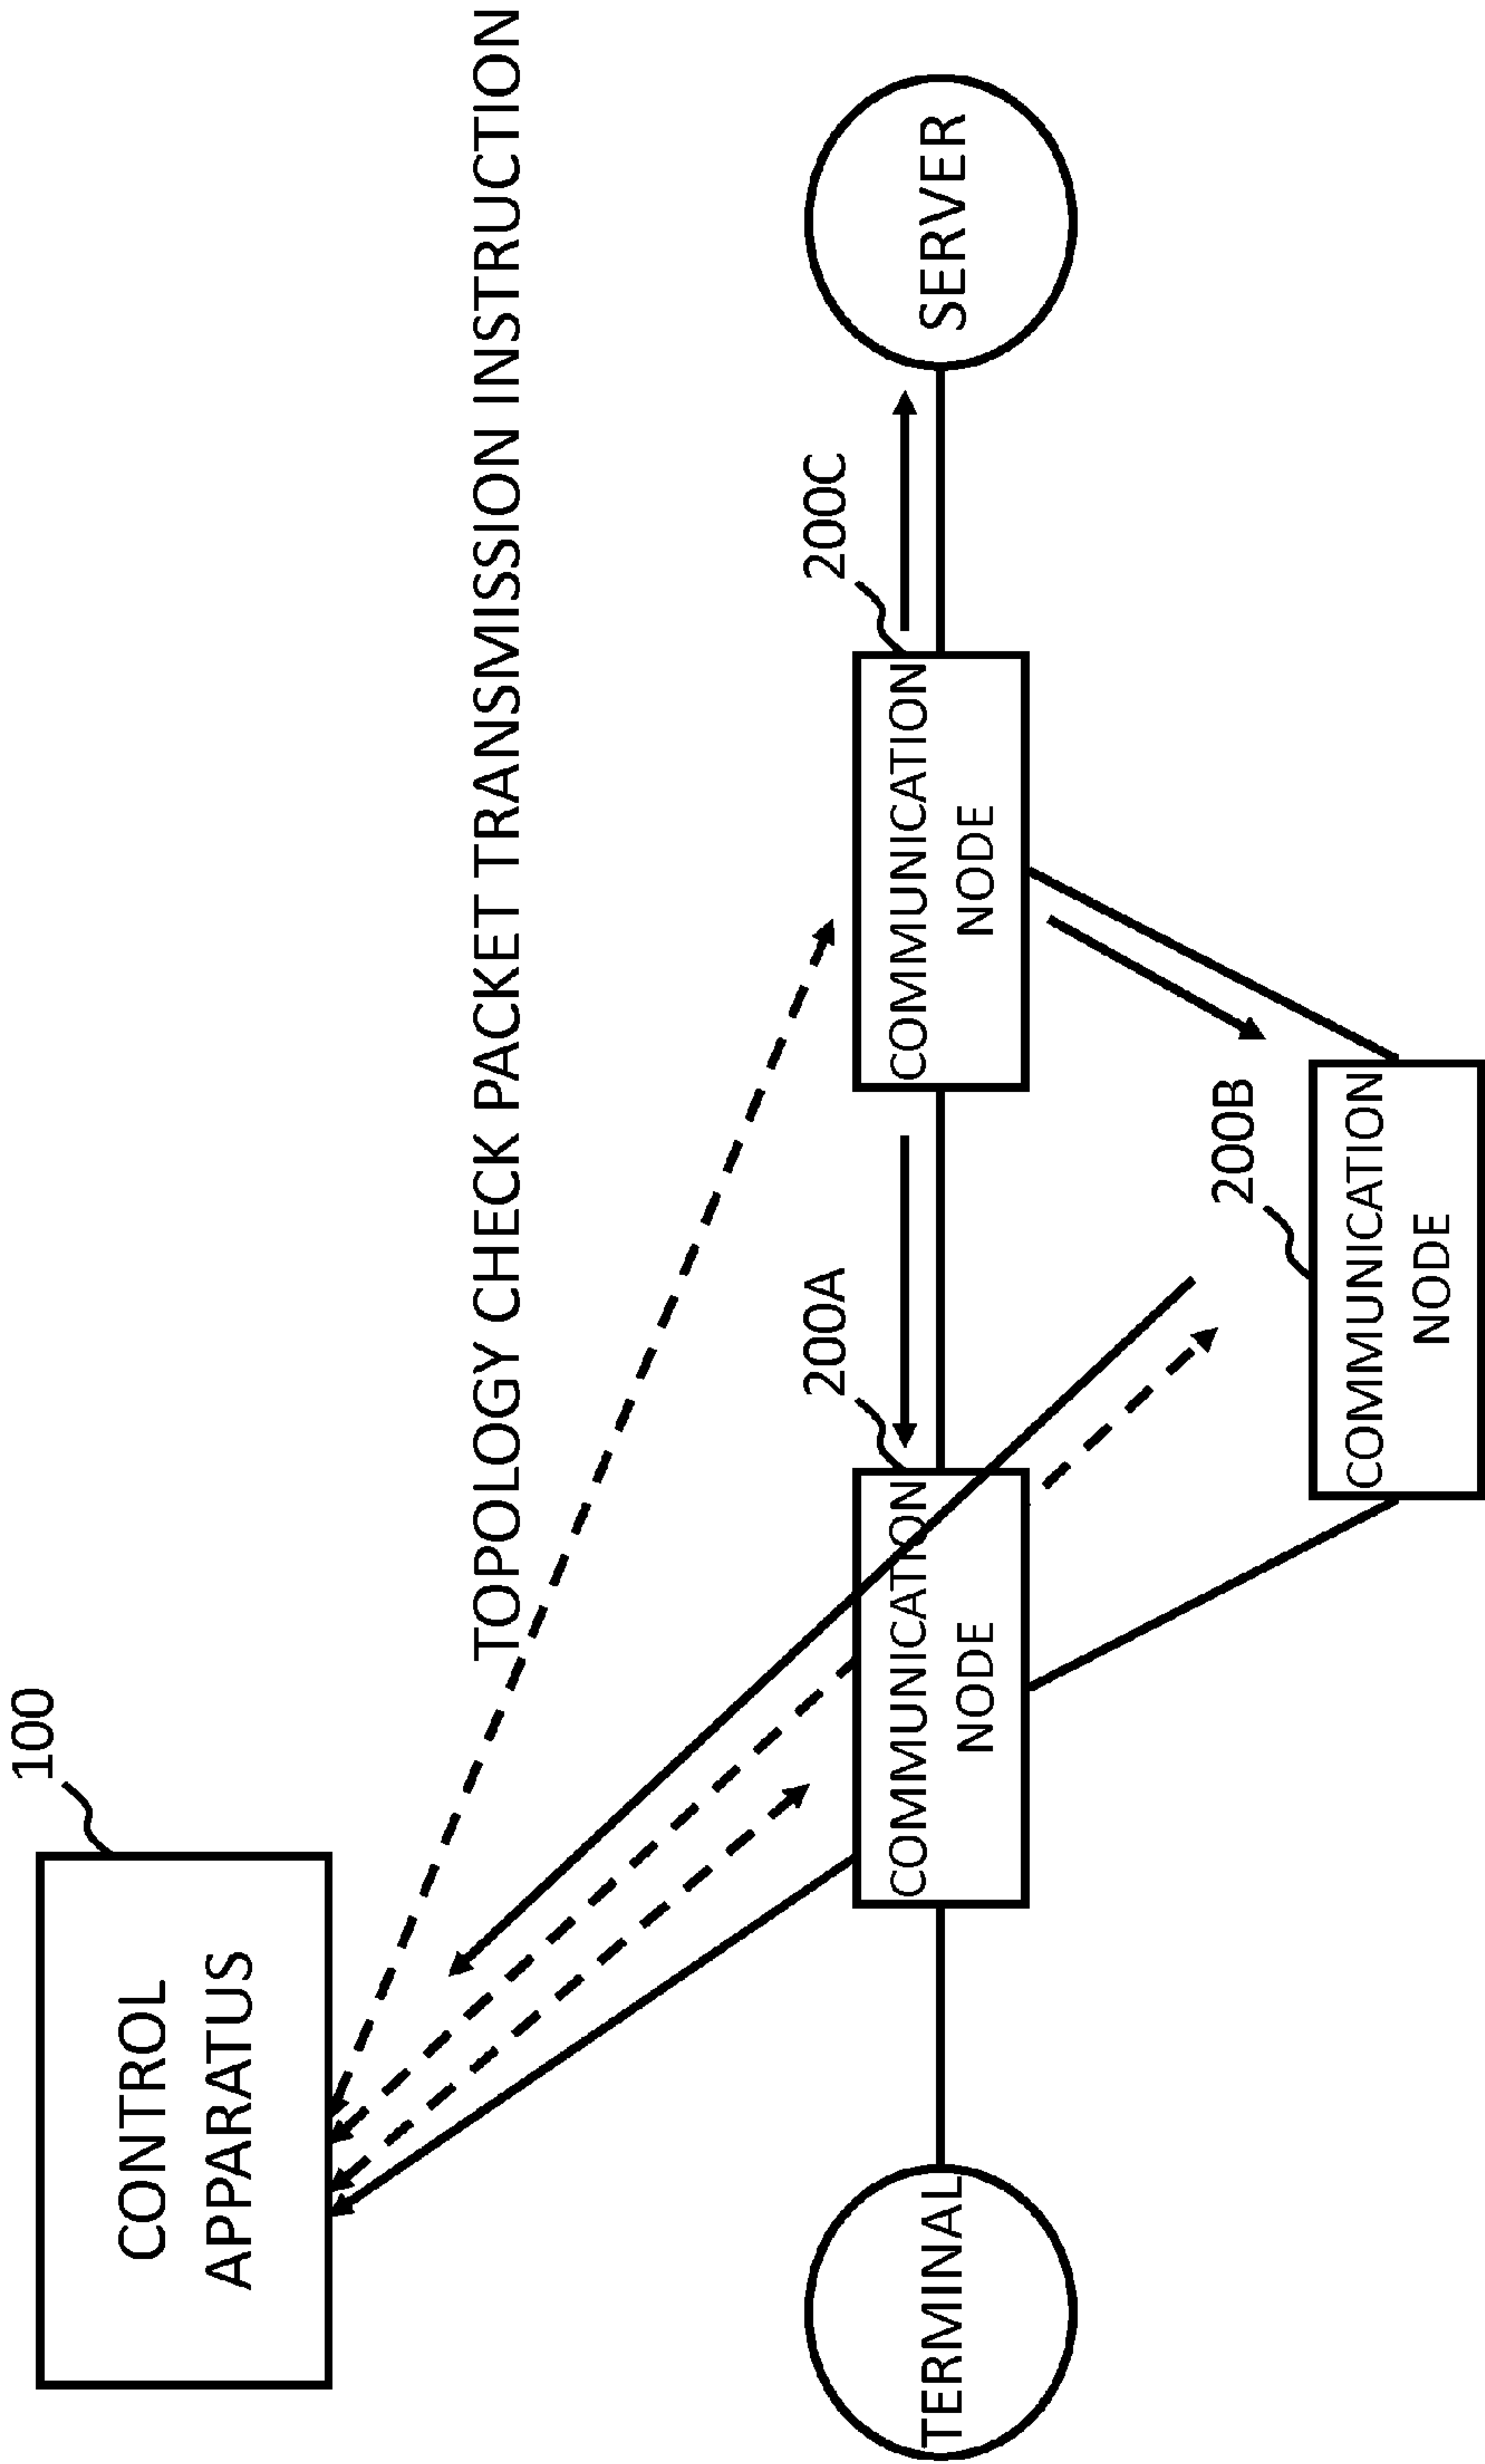 100
CONTROL
APPARATUS
TOPOLOGY CHECK PACKET TRANSMISSION INSTRUCTION
200A
200C
TERMINAL
COMMUNICATION
NODE
COMMUNICATION
NODE
SERVER
200B
COMMUNICATION
NODE